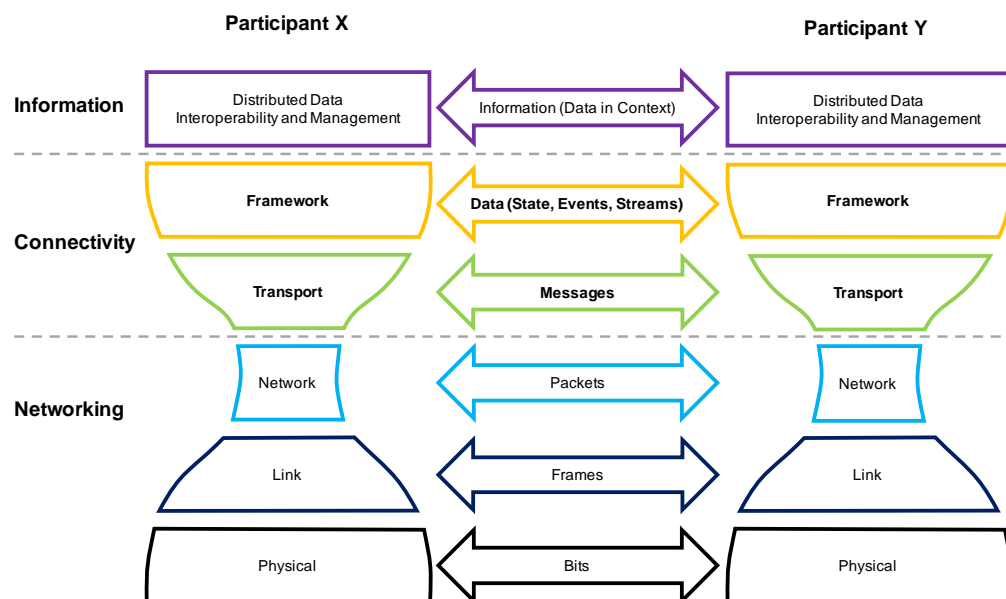 Participant X
Participant Y
Information
Distributed Data
Interoperability and Management
Information (Data in Context)
Distributed Data
Interoperability and Management
Connectivity
Framework
Data (State, Events, Streams)
Framework
Transport
Messages
Transport
Networking
Network
Packets
Network
Link
Frames
Link
Physical
Bits
Physical